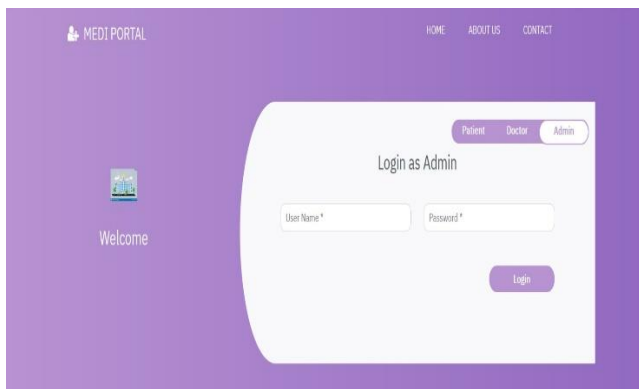 MEDI PORTAL
HOME ABOUT US CONTACT
Patient Doctor Admin
Login as Admin
User Name * Password *
Welcome
Login